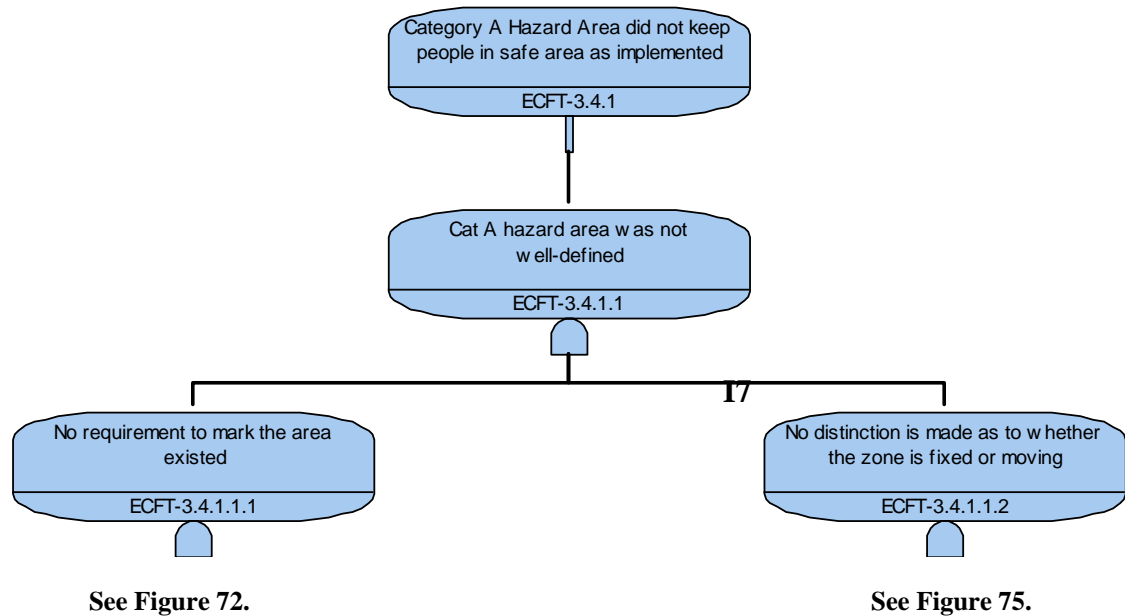 Category A Hazard Area did not keep
people in safe area as implemented
ECFT-3.4.1
Cat A hazard area was not
well-defined
ECFT-3.4.1.1
I7
No requirement to mark the area
existed
ECFT-3.4.1.1.1
No distinction is made as to whether
the zone is fixed or moving
ECFT-3.4.1.1.2
See Figure 72.
See Figure 75.